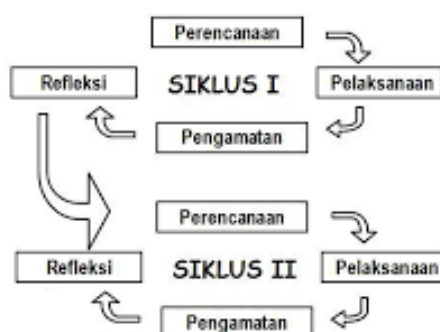 Perencanaan
Refleksi SIKLUS I Pelaksanaan
Pengamatan
Perencanaan
Refleksi SIKLUS II Pelaksanaan
Pengamatan